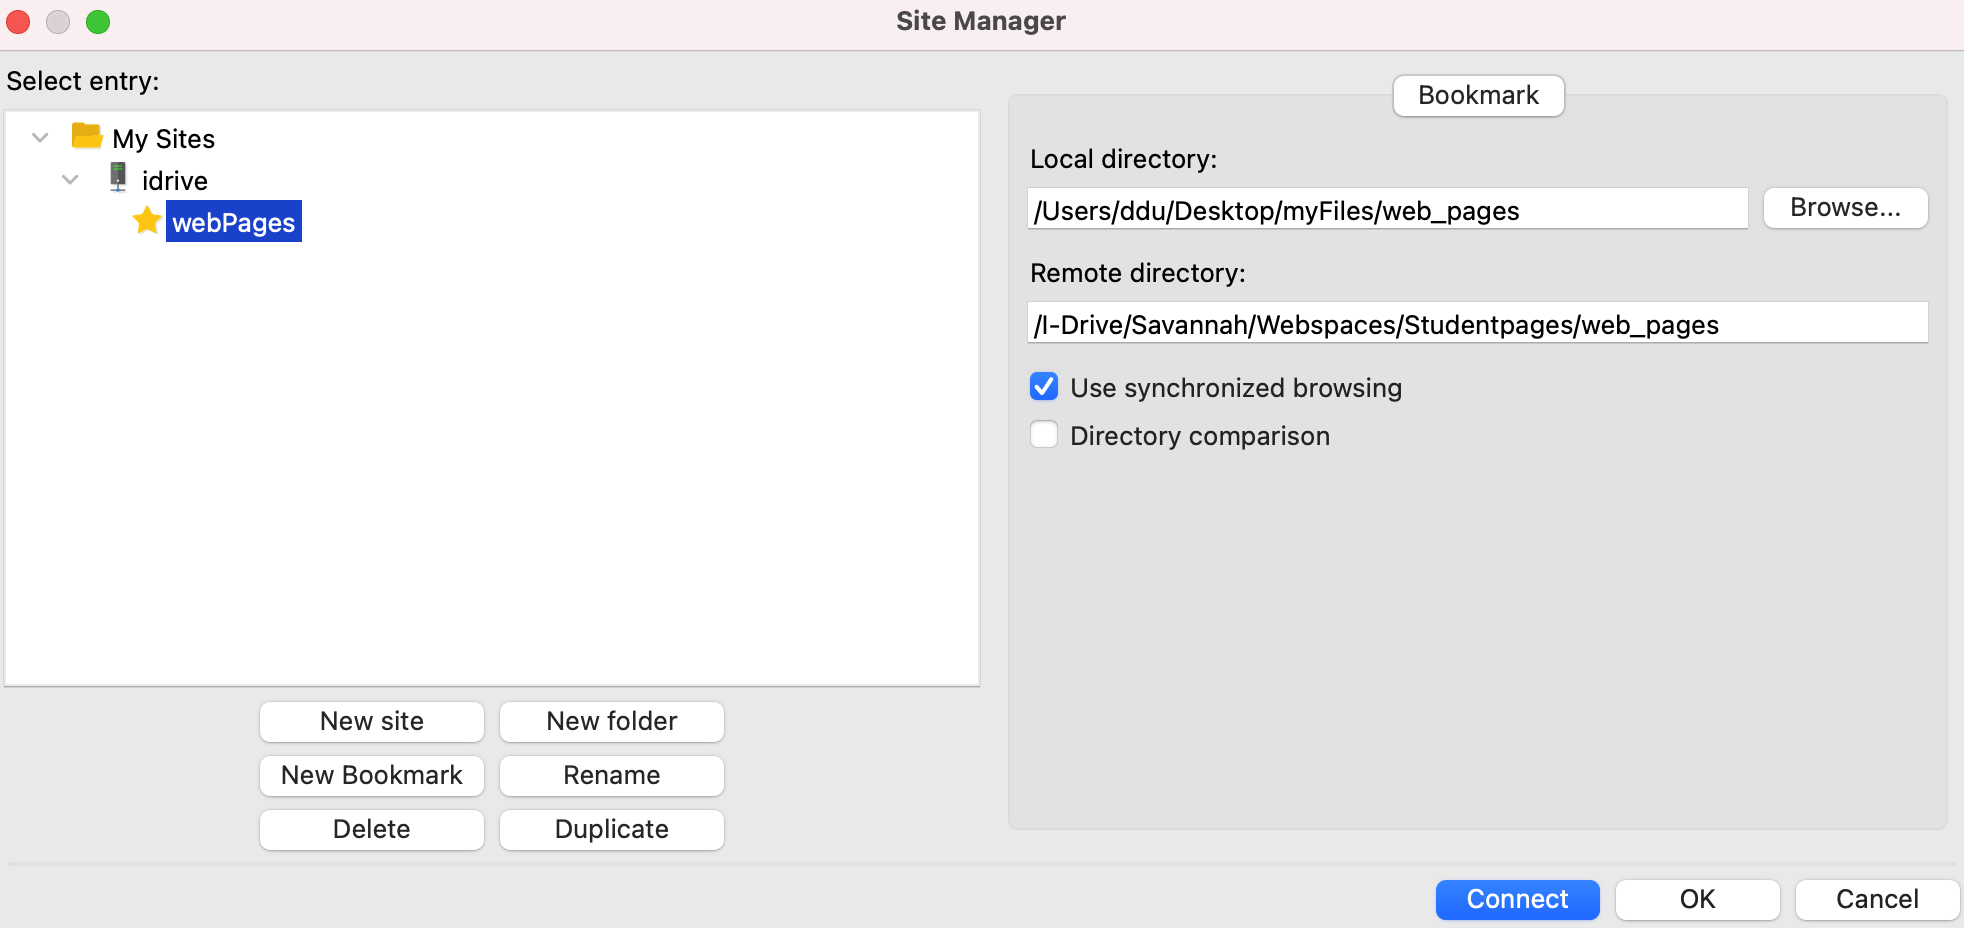 Site Manager
Select entry:
My Sites
idrive
webPages
New site
New folder
New Bookmark
Rename
Delete
Duplicate
Bookmark
Local directory:
/Users/ddu/Desktop/myFiles/web_pages
Browse...
Remote directory:
/I-Drive/Savannah/Webspaces/Studentpages/web_pages
Use synchronized browsing
Directory comparison
Connect
OK
Cancel